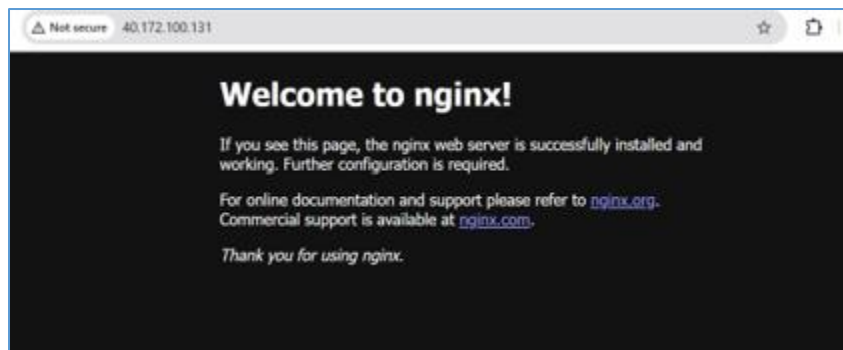 Not secure 40.172.100.131
Welcome to nginx!
If you see this page, the nginx web server is successfully installed and
working. Further configuration is required.
For online documentation and support please refer to nginx.org.
Commercial support is available at nginx.com.
Thank you for using nginx.